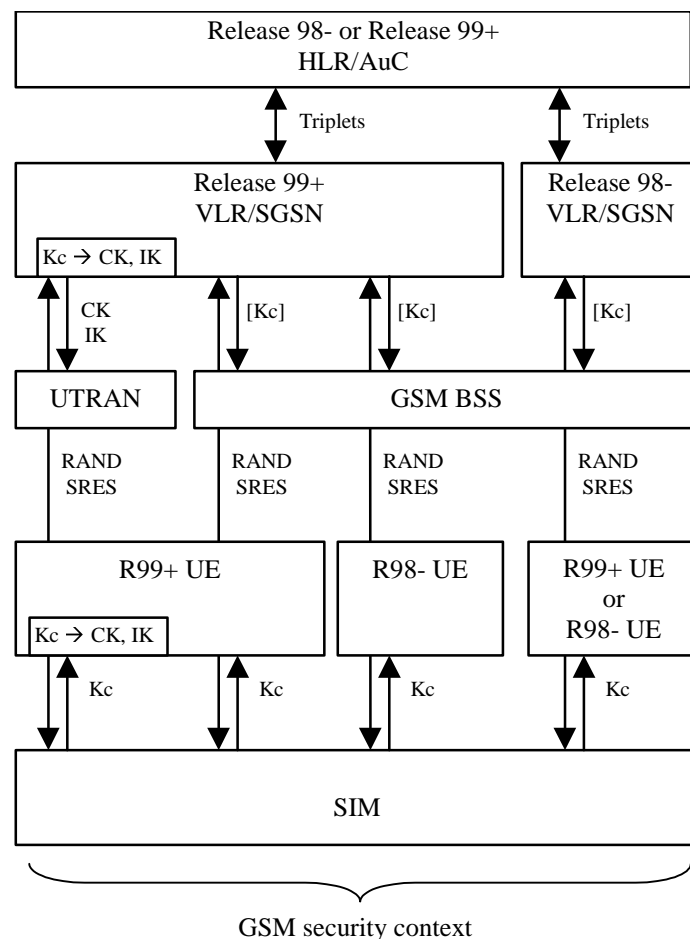 Release 98- or Release 99+
HLR/AuC
Triplets
Triplets
Release 99+
VLR/SGSN
Release 98-
VLR/SGSN
Kc → CK, IK
CK
IK
[Kc]
[Kc]
[Kc]
UTRAN
GSM BSS
RAND
SRES
RAND
SRES
RAND
SRES
RAND
SRES
R99+ UE
R98- UE
R99+ UE
or
R98- UE
Kc → CK, IK
Kc
Kc
Kc
Kc
SIM
GSM security context